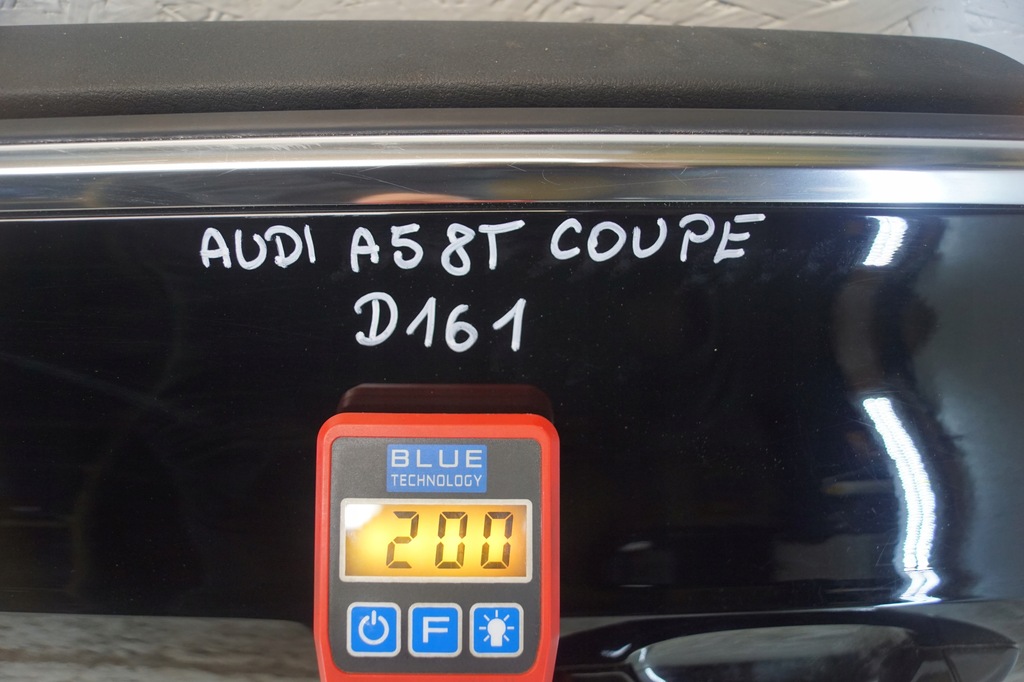 AUDI A5 8T COUPE
D161
BLUE
TECHNOLOGY
200
F